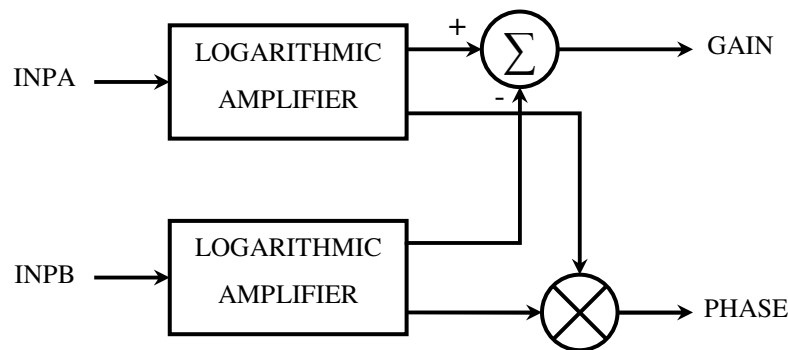 INPA
LOGARITHMIC
AMPLIFIER
+
∑
-
GAIN
INPB
LOGARITHMIC
AMPLIFIER
PHASE